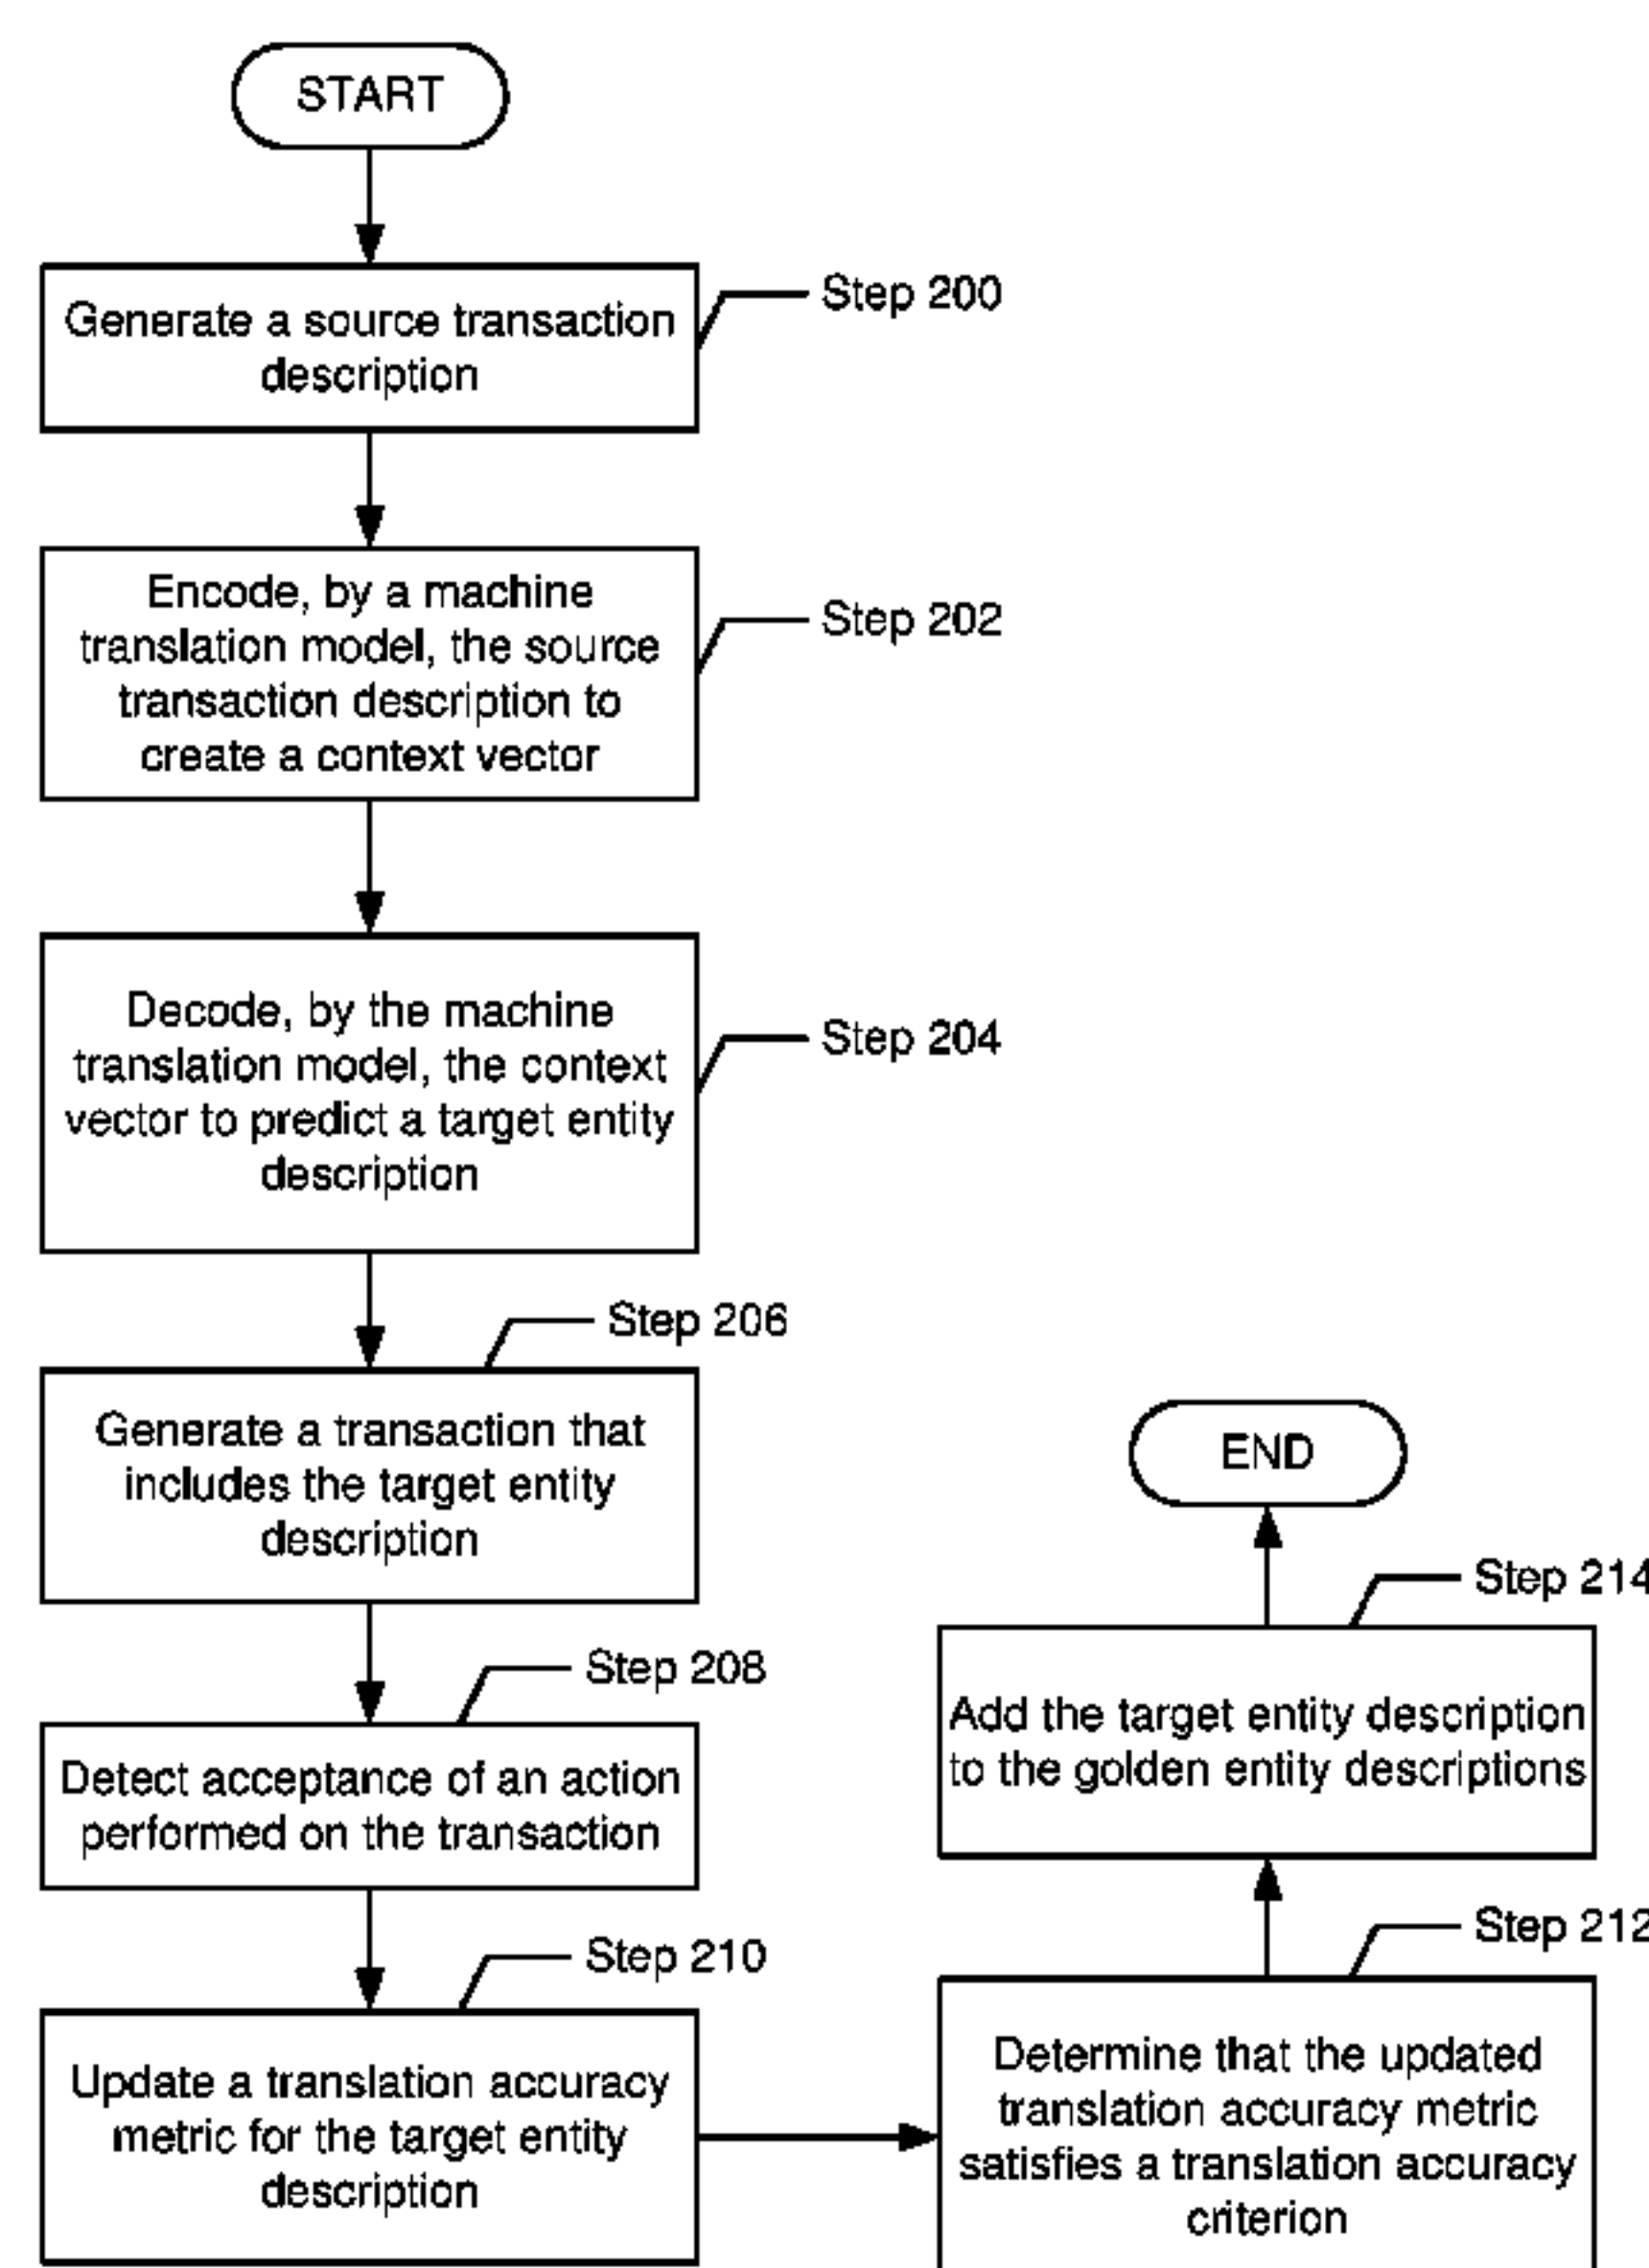 START
Step 200
Generate a source transaction
description
Step 202
Encode, by a machine
translation model, the source
transaction description to
create a context vector
Step 204
Decode, by the machine
translation model, the context
vector to predict a target entity
description
Step 206
Generate a transaction that
includes the target entity
description
Step 208
Detect acceptance of an action
performed on the transaction
Step 210
Update a translation accuracy
metric for the target entity
description
Step 212
Determine that the updated
translation accuracy metric
satisfies a translation accuracy
criterion
Step 214
Add the target entity description
to the golden entity descriptions
END